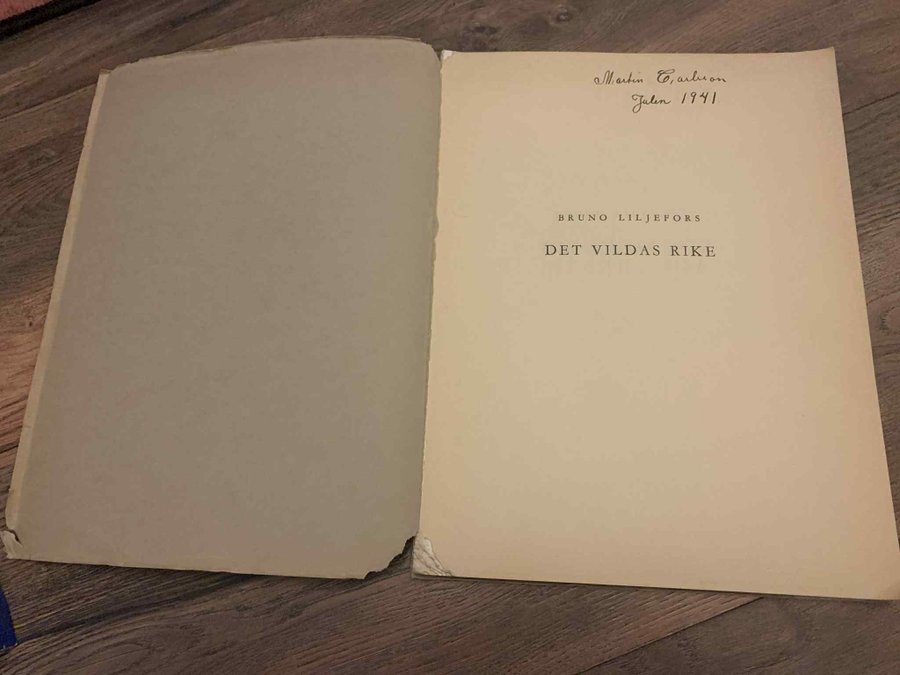 Martin Carlsson
Julen 1941
BRUNO LILJEFORS
DET VILDAS RIKE